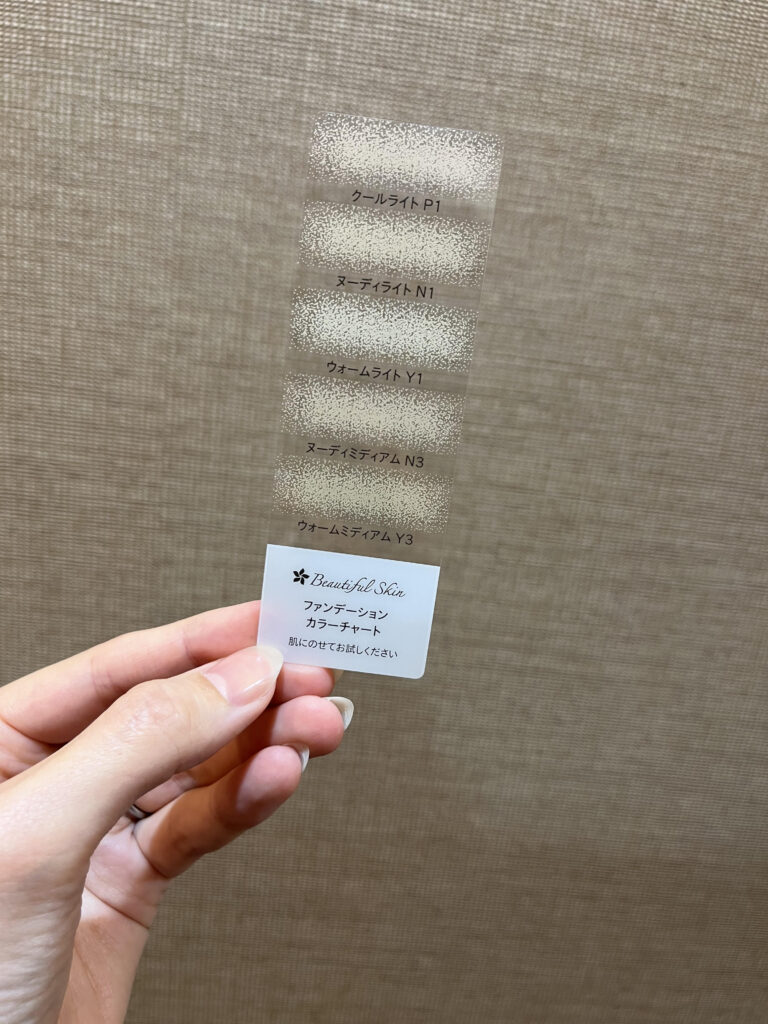 クールライト P1
ヌーディライト N1
ウォームライト Y1
ヌーディミディアム N3
ウォームミディアム Y3
Beautiful Skin
ファンデーション
カラーチャート
肌にのせてお試しください